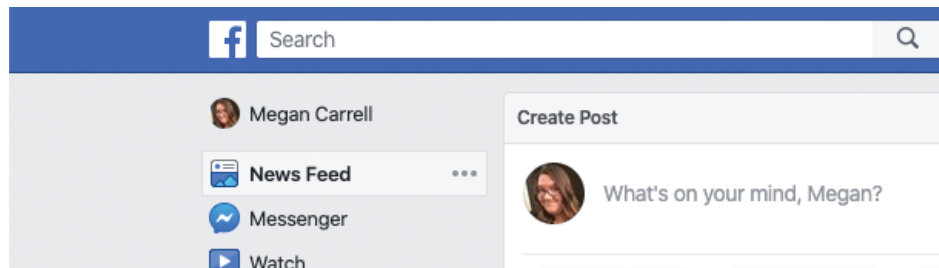 f Search
Megan Carrell
Create Post
News Feed
What's on your mind, Megan?
Messenger
Watch